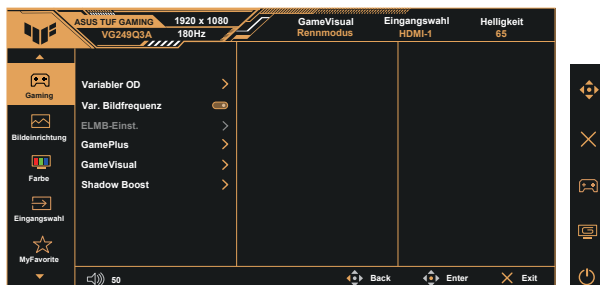 ASUS TUF GAMING 1920 x 1080
VG249Q3A 180Hz
GameVisual
Rennmodus
Eingangswahl
HDMI-1
Helligkeit
65
Gaming
Bildeinrichtung
Farbe
Eingangswahl
MyFavorite
Variabler OD
Var. Bildfrequenz
ELMB-Einst.
GamePlus
GameVisual
Shadow Boost
50
Back
Enter
Exit